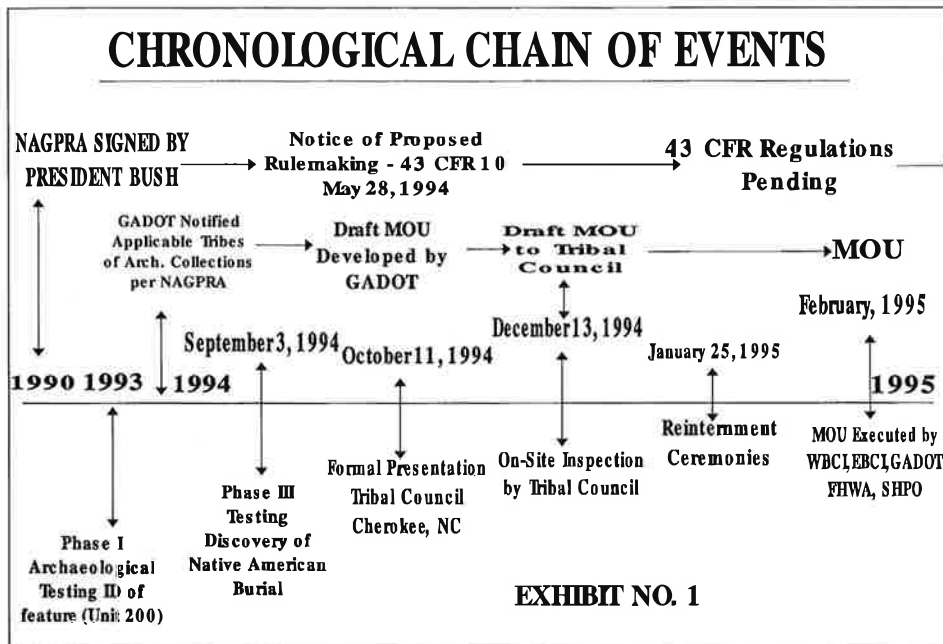 CHRONOLOGICAL CHAIN OF EVENTS
NAGPRA SIGNED BY
PRESIDENT BUSH
Notice of Proposed
Rulemaking - 43 CFR 10
May 28, 1994
43 CFR Regulations
Pending
GADOT Notified
Applicable Tribes
of Arch. Collections
per NAGPRA
Draft MOU
Developed by
GADOT
Draft MOU
to Tribal
Council
MOU
September 3, 1994
October 11, 1994
December 13, 1994
January 25, 1995
February, 1995
1990 1993 1994 1995
Phase I
Archaeological
Testing ID of
feature (Unit 200)
Phase III
Testing
Discovery of
Native American
Burial
Formal Presentation
Tribal Council
Cherokee, NC
On-Site Inspection
by Tribal Council
Reinternment
Ceremonies
MOU Executed by
WBCI,EBCI,GADOT
FHWA, SHPO
EXHIBIT NO. 1